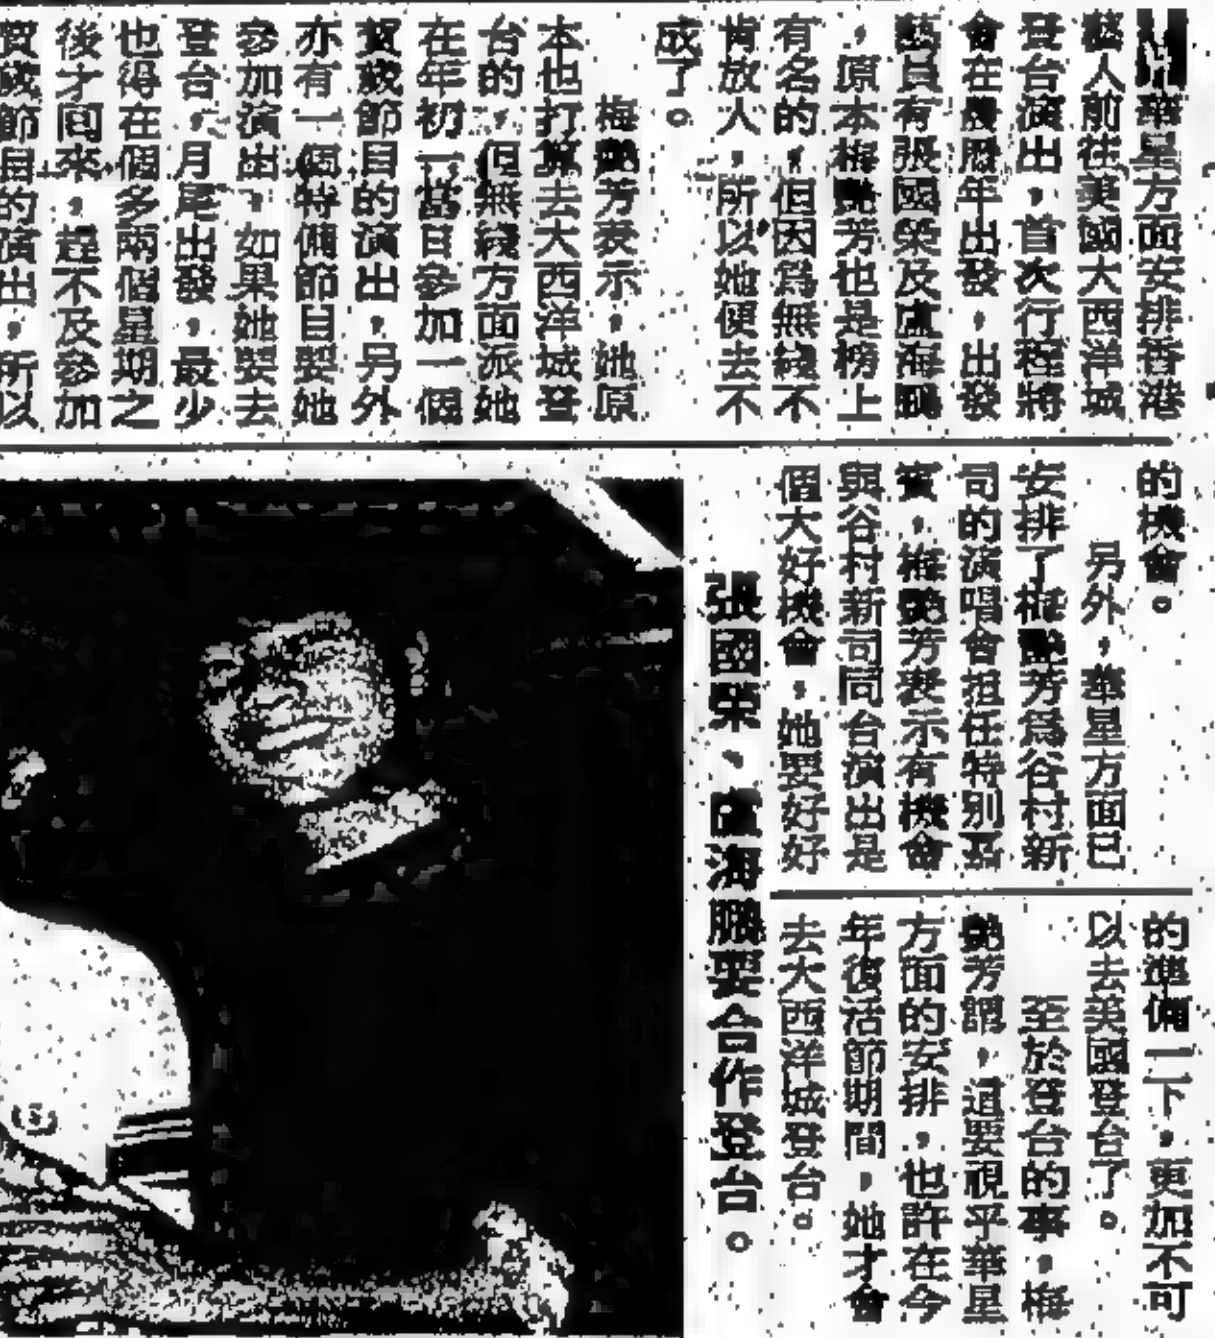 華星方面安排香港
藝人前往美國大西洋城
登台演出，首次行程將
會在農曆年出發，出發
藝員有張國榮及盧海鵬
，原本梅艷芳也是榜上
有名的，但因爲無綫不
肯放人，所以她便去不
成了。
梅艷芳表示，她原
本也打算去大西洋城登
台的，但無綫方面派她
在年初一當日參加一個
賀歲節目的演出，另外
亦有一個特備節目要她
參加演出，如果她要去
登台，月尾出發，最少
也得在個多兩個星期之
後才回來，趕不及參加
賀歲節目的演出，所以
的機會。
另外，華星方面已
安排了梅艷芳爲谷村新
司的演唱會担任特别嘉
賓，梅艷芳表示有機會
與谷村新司同台演出是
個大好機會，她要好好
張國榮、盧海鵬要合作登台。
的準備一下，更加不可
以去美國登台了。
至於登台的事，梅
艷芳謂，這要視乎華星
方面的安排，也許在今
年復活節期間，她才會
去大西洋城登台。